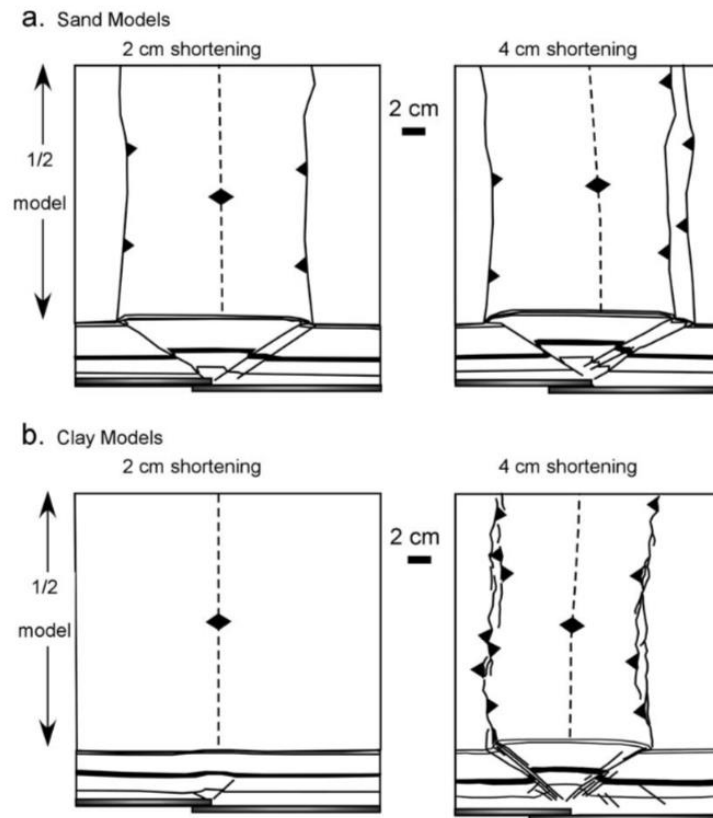 a. Sand Models
2 cm shortening
4 cm shortening
2 cm
1/2
model
b. Clay Models
2 cm shortening
4 cm shortening
2 cm
1/2
model